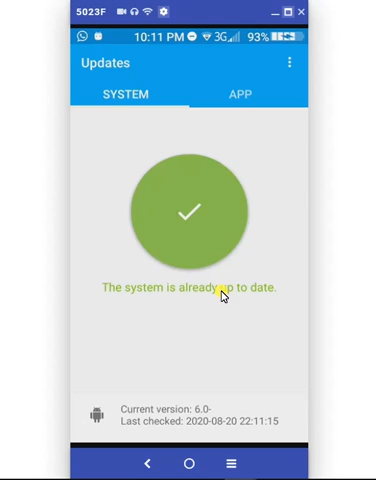 5023F
10:11 PM 3G 93%
Updates
SYSTEM APP
The system is already up to date.
Current version: 6.0-
Last checked: 2020-08-20 22:11:15